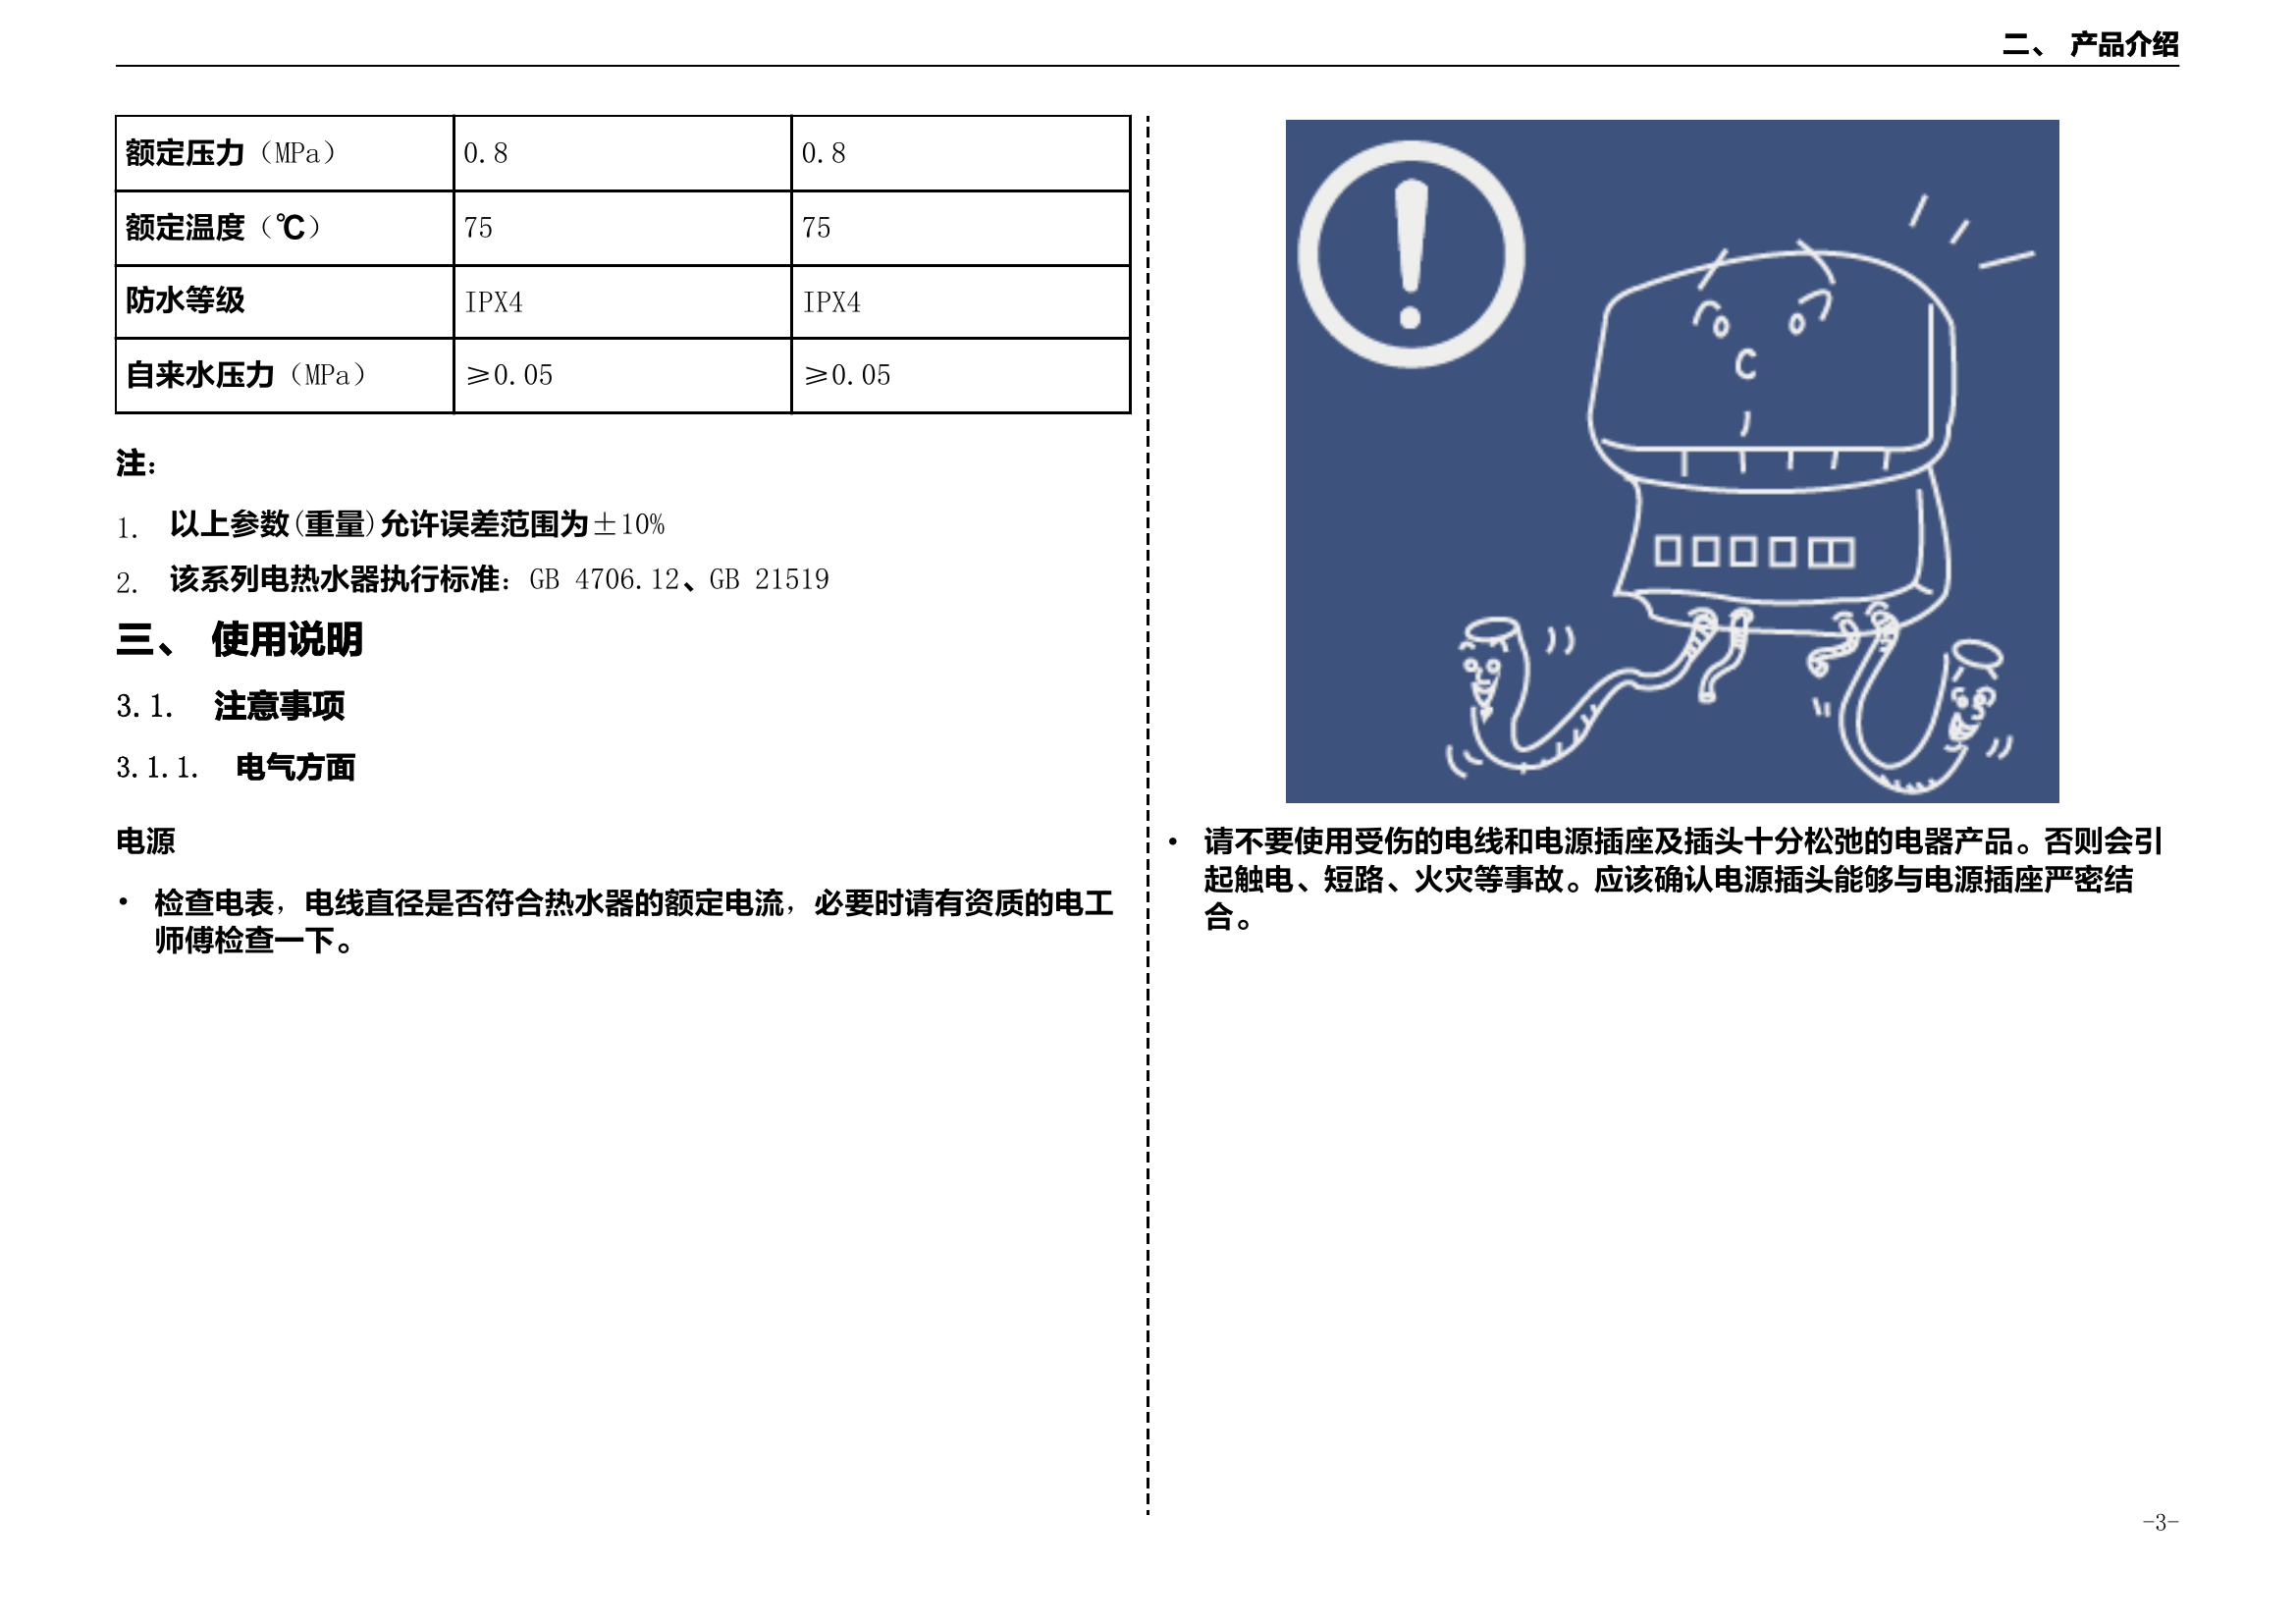 二、 产品介绍
额定压力（MPa） 0.8 0.8
额定温度（℃） 75 75
防水等级 IPX4 IPX4
自来水压力（MPa） ≥0.05 ≥0.05
注：
1. 以上参数(重量)允许误差范围为±10%
2. 该系列电热水器执行标准：GB 4706.12、GB 21519
三、 使用说明
3.1. 注意事项
3.1.1. 电气方面
电源
• 检查电表，电线直径是否符合热水器的额定电流，必要时请有资质的电工
师傅检查一下。
• 请不要使用受伤的电线和电源插座及插头十分松弛的电器产品。否则会引
起触电、短路、火灾等事故。应该确认电源插头能够与电源插座严密结
合。
-3-